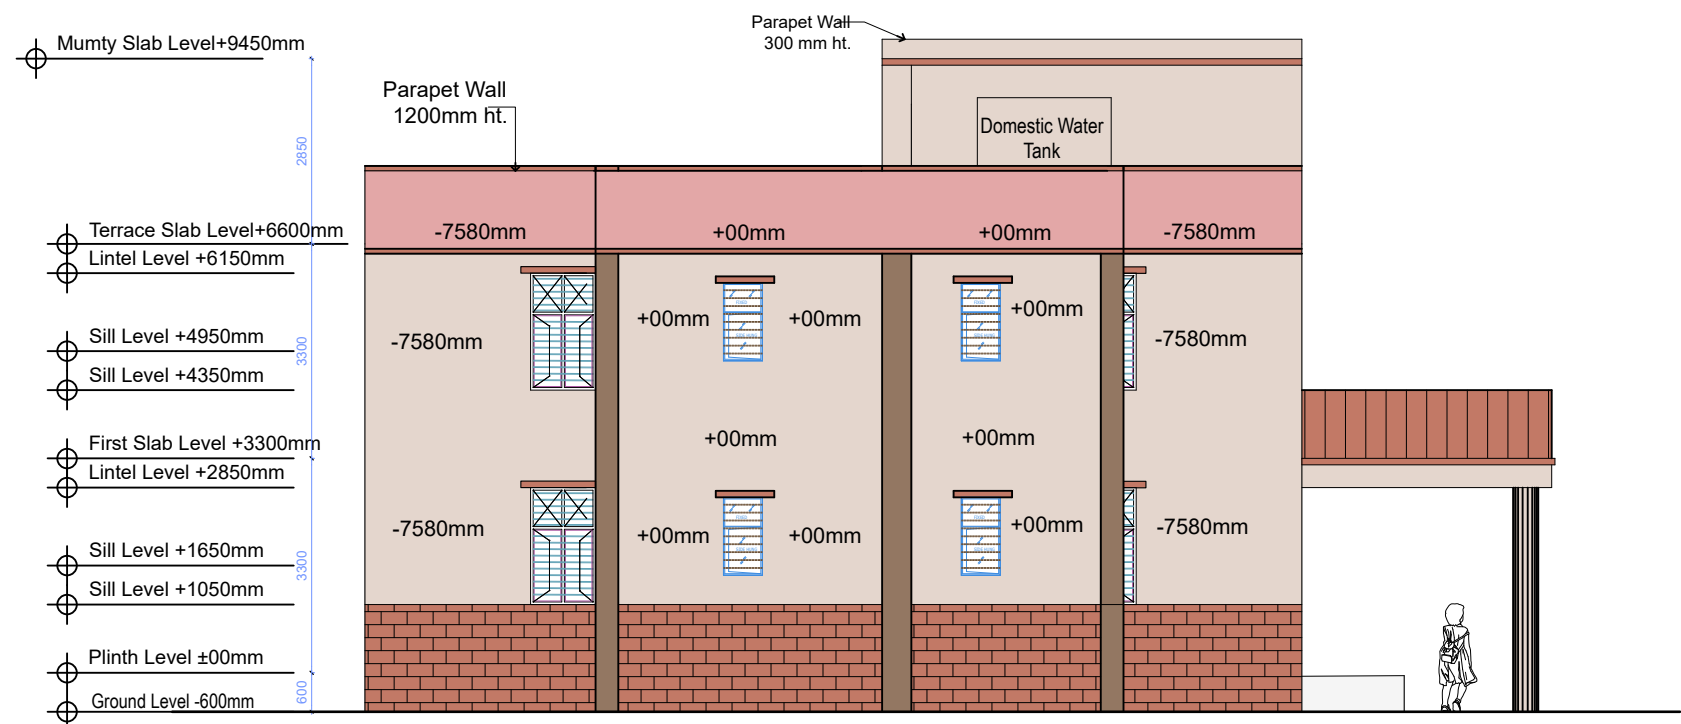 Parapet Wall
300 mm ht.
Mumty Slab Level+9450mm
Parapet Wall
1200mm ht.
Domestic Water
Tank
2850
Terrace Slab Level+6600mm
-7580mm
+00mm
+00mm
-7580mm
Lintel Level +6150mm
+00mm
+00mm
+00mm
-7580mm
-7580mm
Sill Level +4950mm
3300
Sill Level +4350mm
First Slab Level +3300mm
+00mm
+00mm
Lintel Level +2850mm
-7580mm
+00mm
+00mm
+00mm
-7580mm
Sill Level +1650mm
3300
Sill Level +1050mm
Plinth Level ±00mm
600
Ground Level -600mm